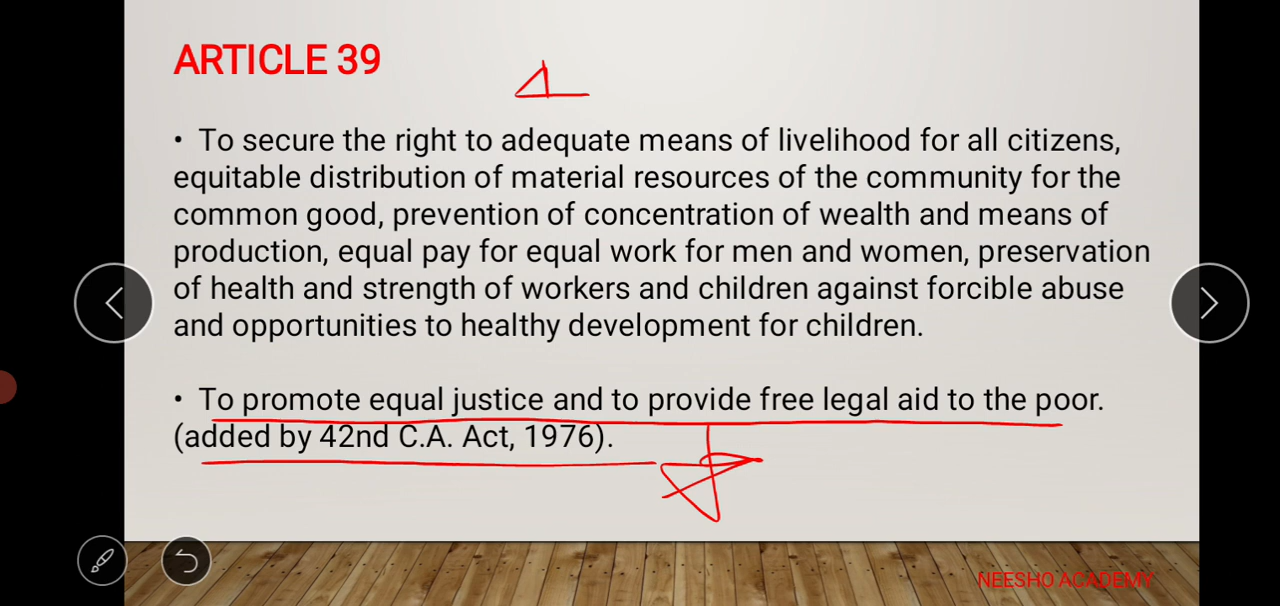 ARTICLE 39
• To secure the right to adequate means of livelihood for all citizens,
equitable distribution of material resources of the community for the
common good, prevention of concentration of wealth and means of
production, equal pay for equal work for men and women, preservation
of health and strength of workers and children against forcible abuse
and opportunities to healthy development for children.
• To promote equal justice and to provide free legal aid to the poor.
(added by 42nd C.A. Act, 1976).
NEESHO ACADEMY